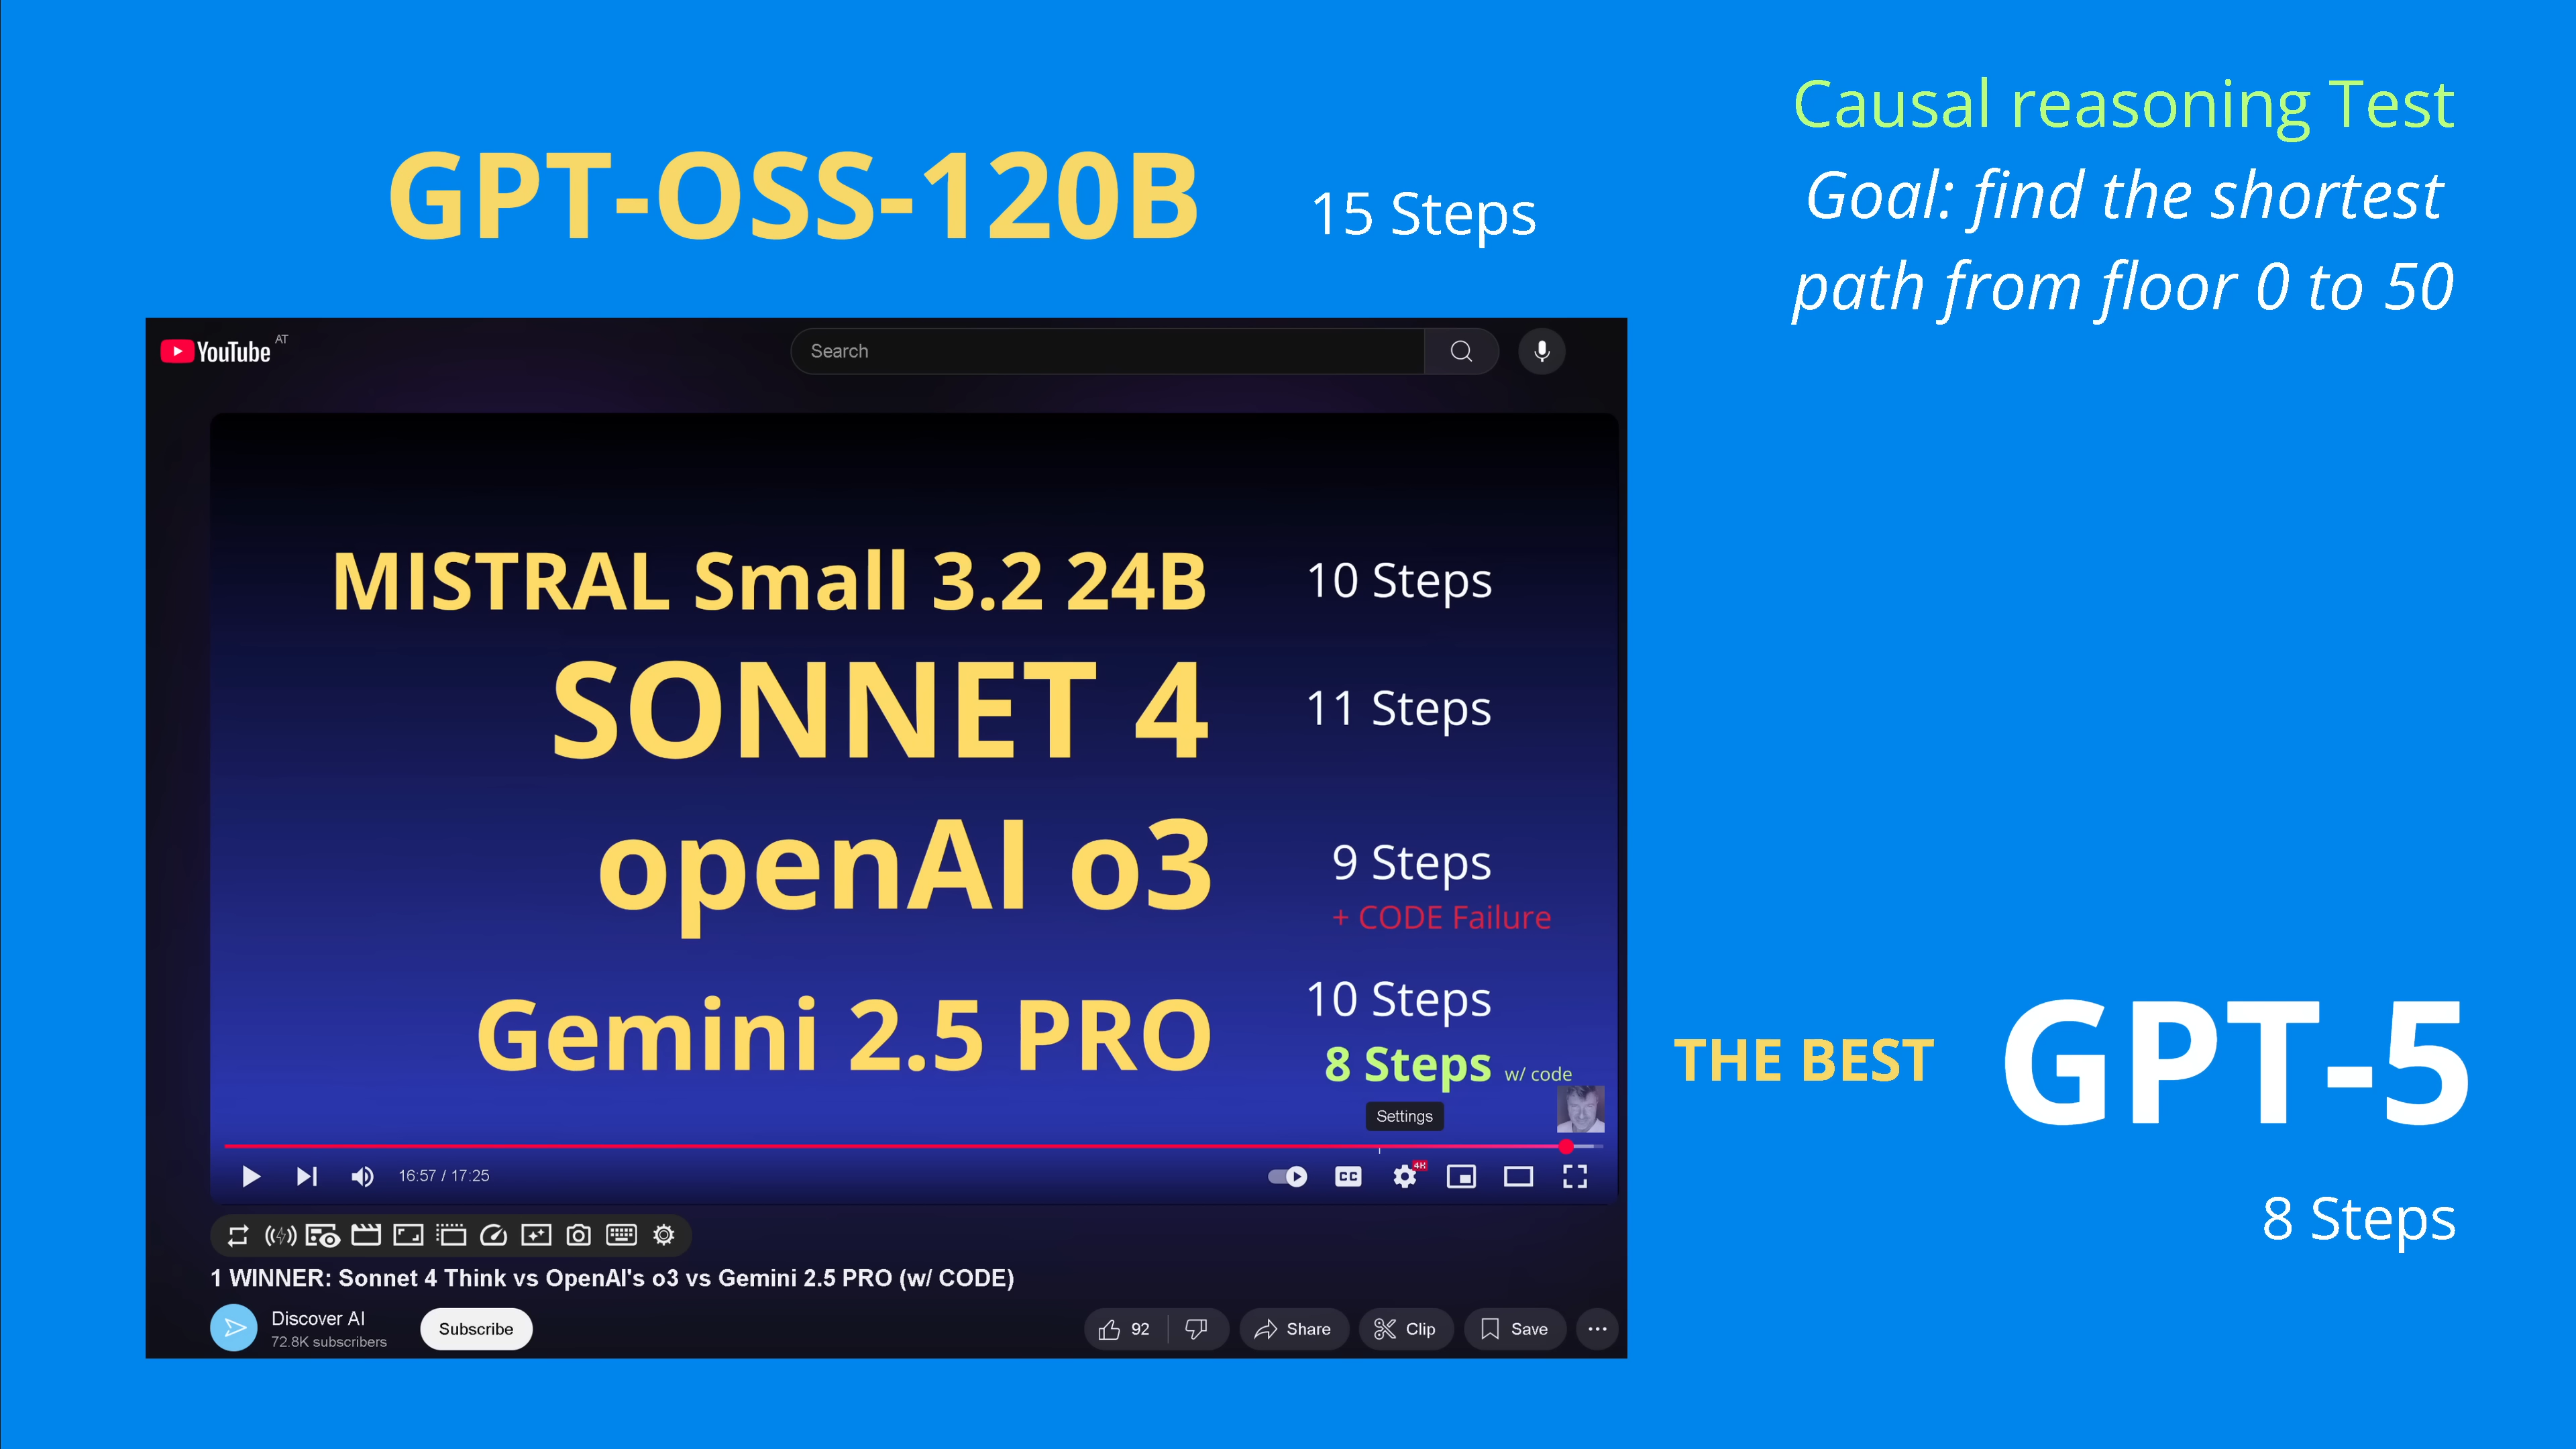 Causal reasoning Test
Goal: find the shortest
path from floor 0 to 50
GPT-OSS-120B 15 Steps
YouTube AT
Search
MISTRAL Small 3.2 24B 10 Steps
SONNET 4 11 Steps
openAI o3 9 Steps
+ CODE Failure
Gemini 2.5 PRO 10 Steps
8 Steps w/ code
Settings
16:57 / 17:25
CC
4K
1 WINNER: Sonnet 4 Think vs OpenAI's o3 vs Gemini 2.5 PRO (w/ CODE)
Discover AI
72.8K subscribers
Subscribe
92
Share
Clip
Save
THE BEST GPT-5
8 Steps